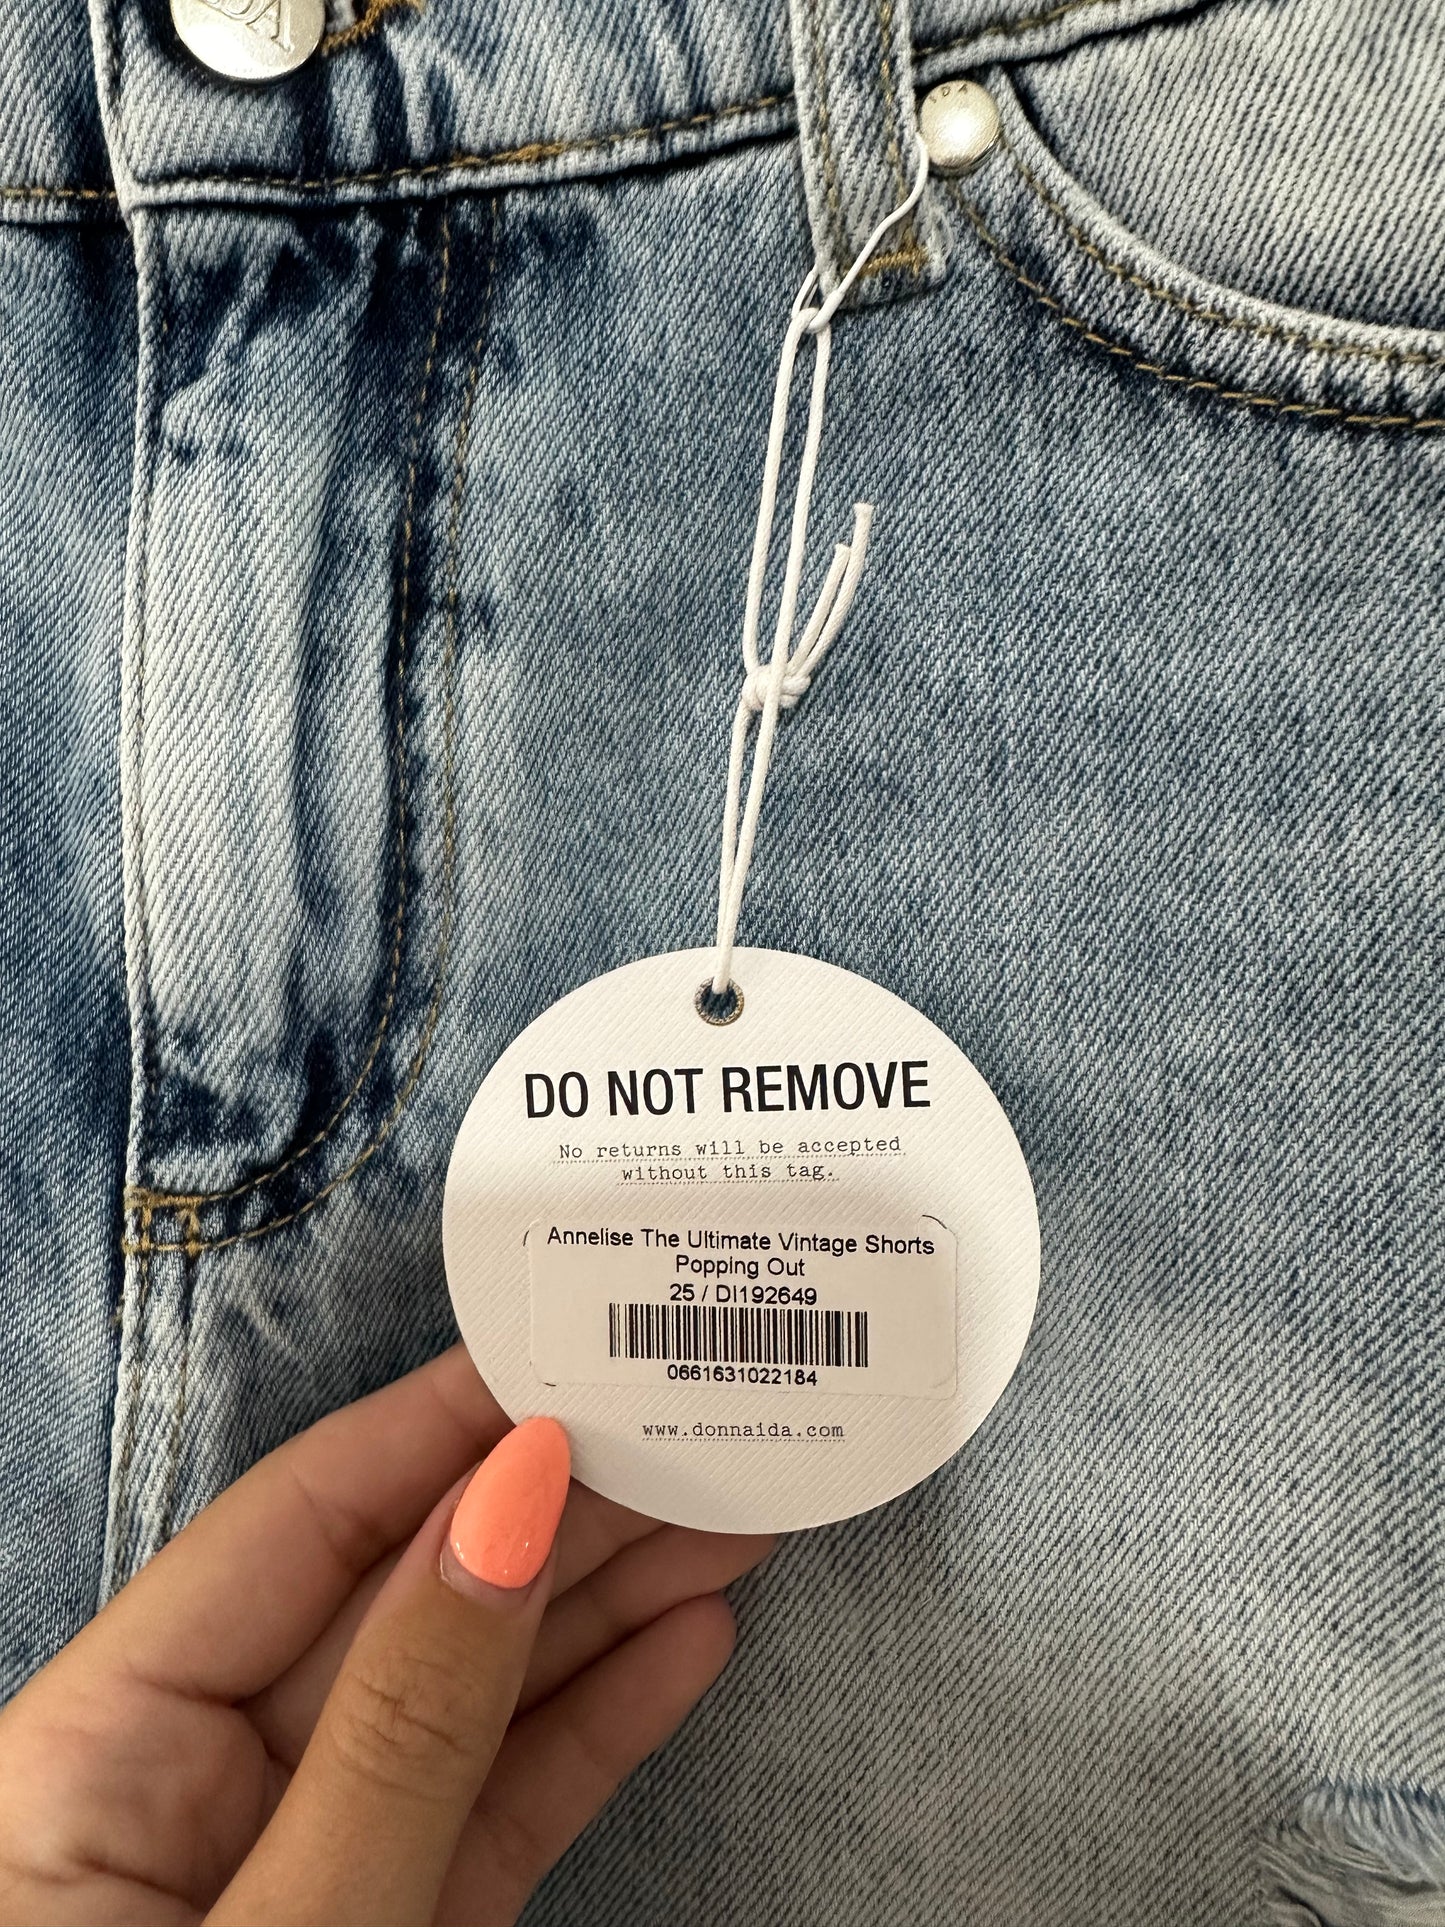 IDA
DO NOT REMOVE
No returns will be accepted
without this tag.
Annelise The Ultimate Vintage Shorts
Popping Out
25 / DI192649
0661631022184
www.donnaida.com